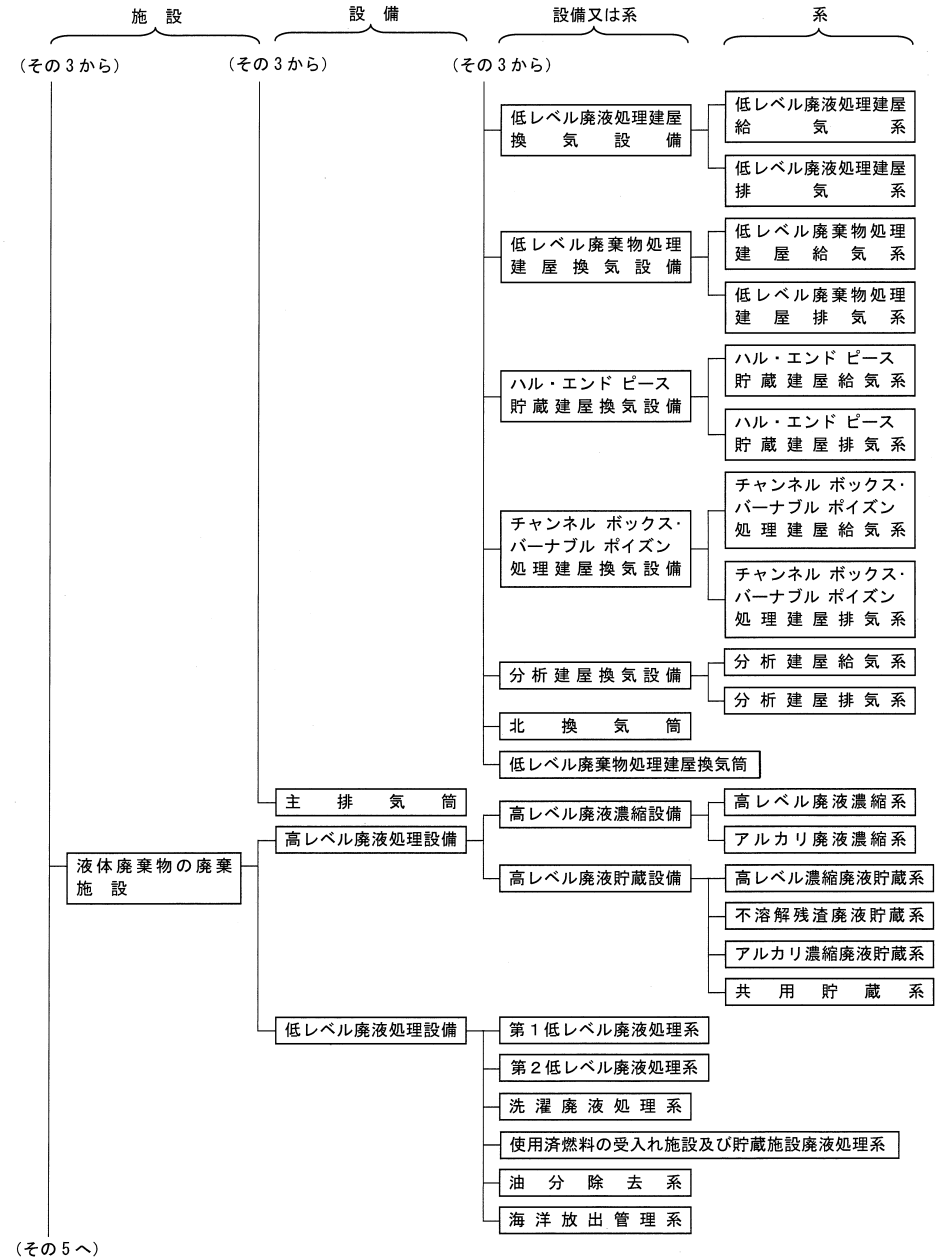 施設
設備
設備又は系
系
(その3から)
(その3から)
(その3から)
低レベル廃液処理建屋
換気設備
低レベル廃液処理建屋
給気系
低レベル廃液処理建屋
排気系
低レベル廃棄物処理
建屋換気設備
低レベル廃棄物処理
建屋給気系
低レベル廃棄物処理
建屋排気系
ハル・エンド ピース
貯蔵建屋換気設備
ハル・エンド ピース
貯蔵建屋給気系
ハル・エンド ピース
貯蔵建屋排気系
チャンネル ボックス・
バーナブル ポイズン
処理建屋換気設備
チャンネル ボックス・
バーナブル ポイズン
処理建屋給気系
チャンネル ボックス・
バーナブル ポイズン
処理建屋排気系
分析建屋換気設備
分析建屋給気系
分析建屋排気系
北換気筒
低レベル廃棄物処理建屋換気筒
主排気筒
液体廃棄物の廃棄
施設
高レベル廃液処理設備
高レベル廃液濃縮設備
高レベル廃液濃縮系
アルカリ廃液濃縮系
高レベル廃液貯蔵設備
高レベル濃縮廃液貯蔵系
不溶解残渣廃液貯蔵系
アルカリ濃縮廃液貯蔵系
共用貯蔵系
低レベル廃液処理設備
第1低レベル廃液処理系
第2低レベル廃液処理系
洗濯廃液処理系
使用済燃料の受入れ施設及び貯蔵施設廃液処理系
油分除去系
海洋放出管理系
(その5へ)